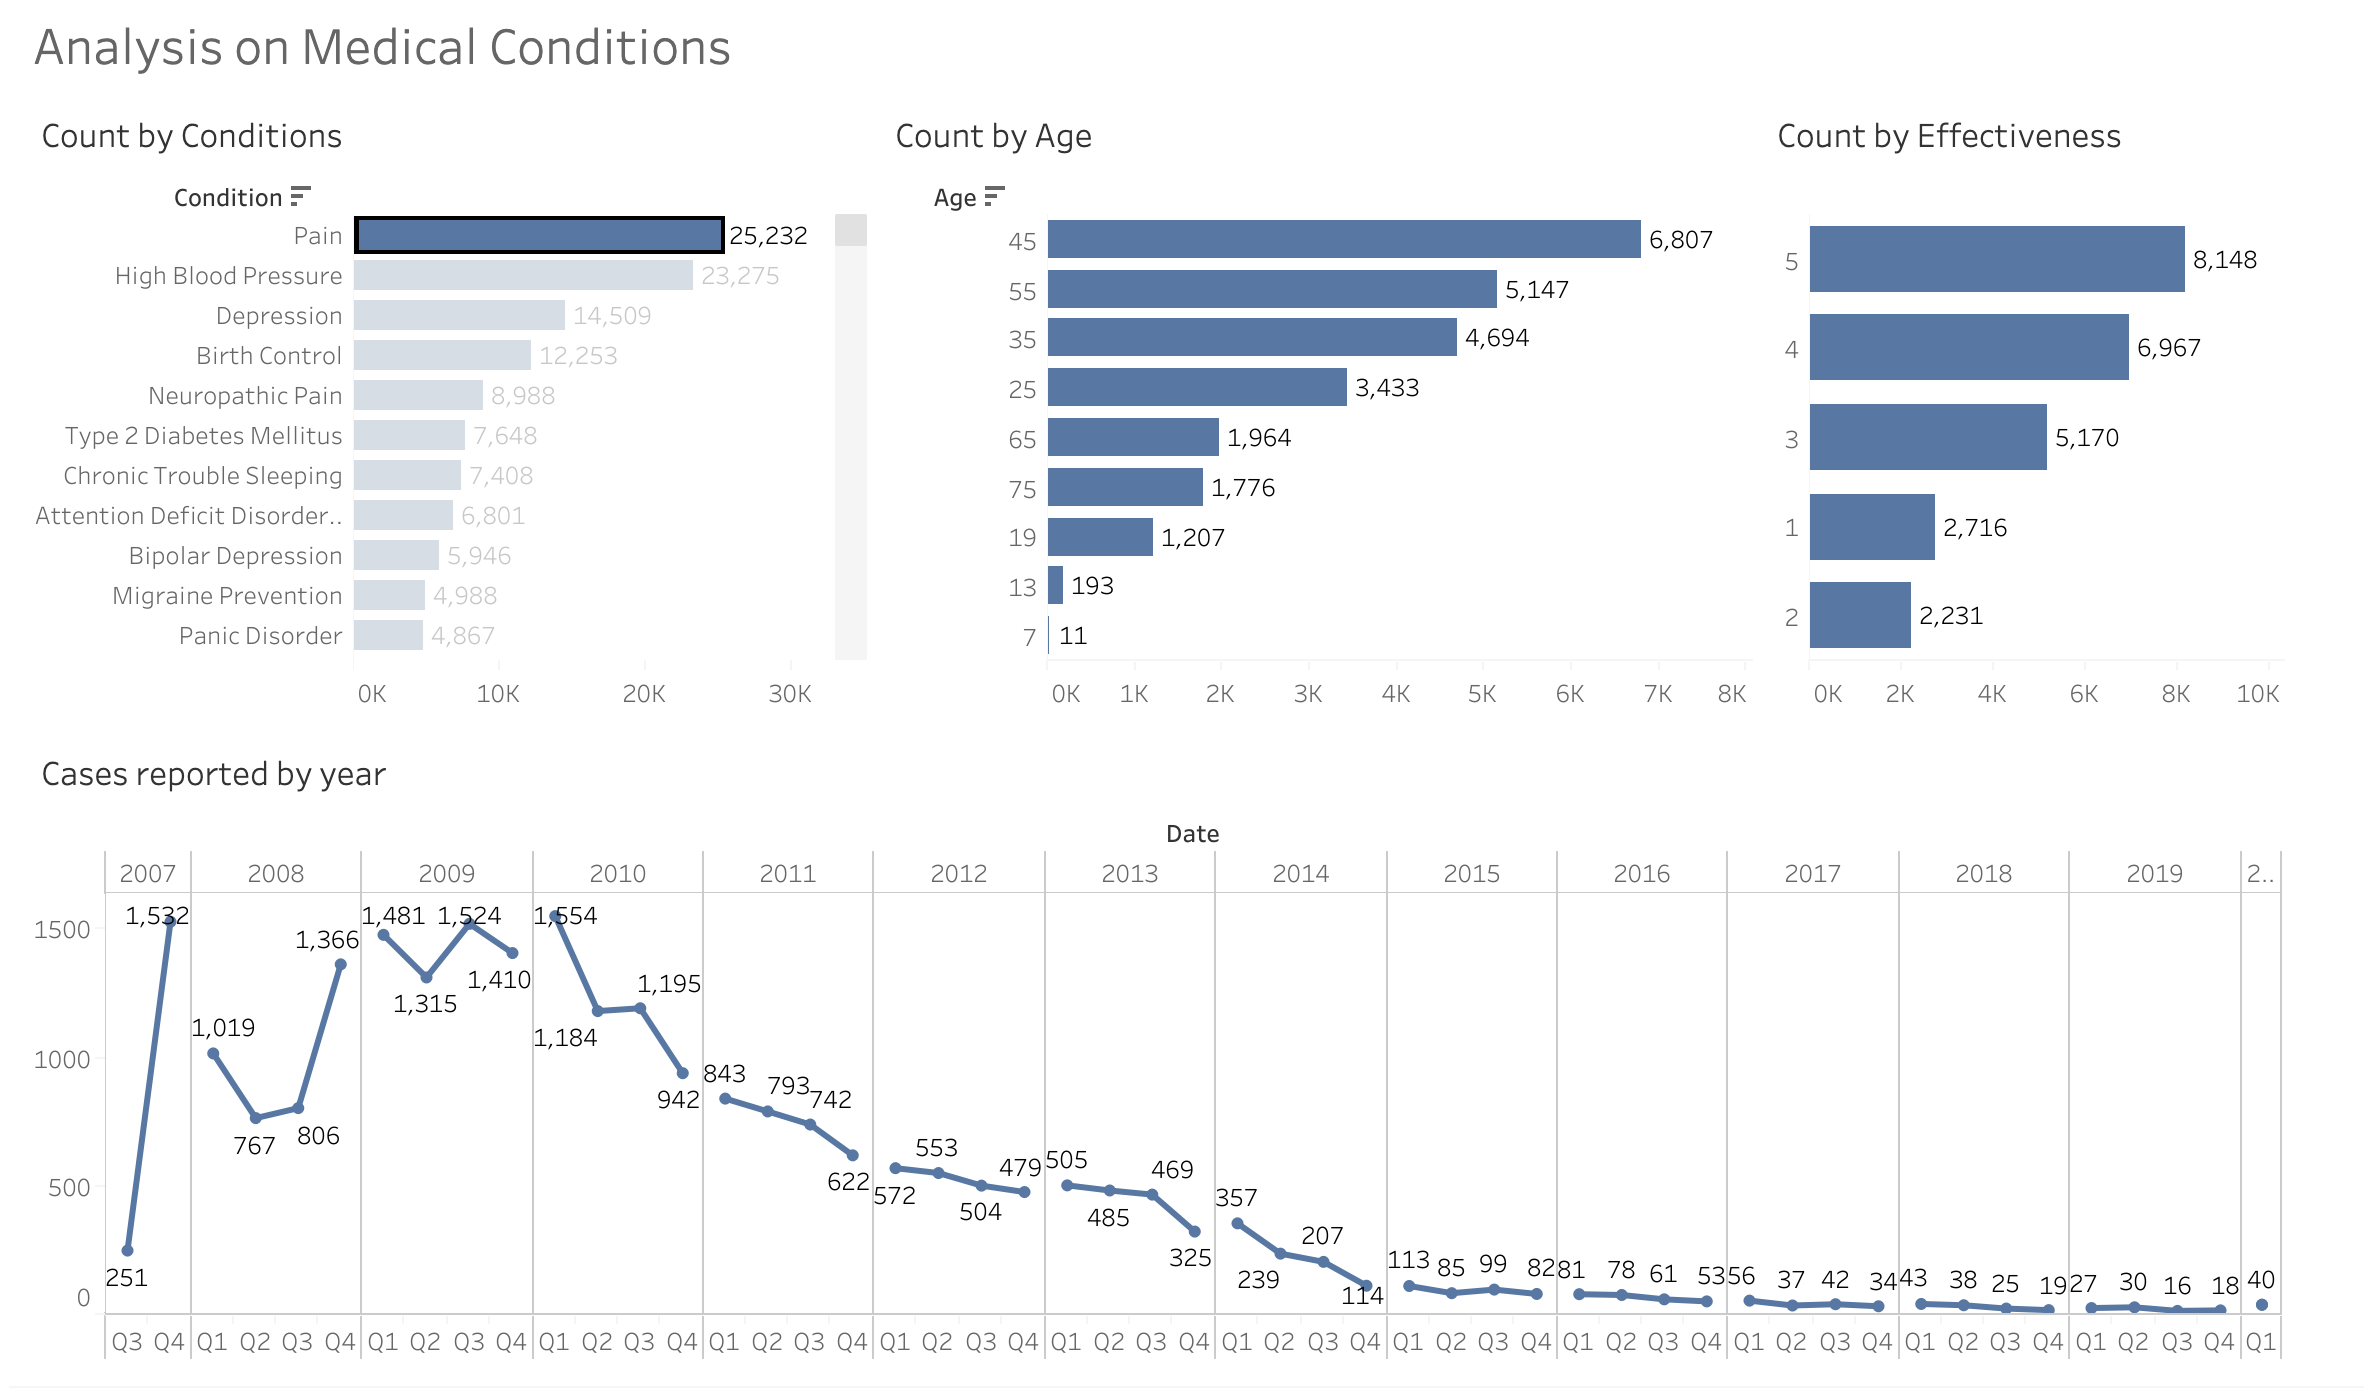 Analysis on Medical Conditions
Count by Conditions
Condition
Pain 25,232
High Blood Pressure 23,275
Depression 14,509
Birth Control 12,253
Neuropathic Pain 8,988
Type 2 Diabetes Mellitus 7,648
Chronic Trouble Sleeping 7,408
Attention Deficit Disorder.. 6,801
Bipolar Depression 5,946
Migraine Prevention 4,988
Panic Disorder 4,867
0K 10K 20K 30K
Count by Age
Age
45 6,807
55 5,147
35 4,694
25 3,433
65 1,964
75 1,776
19 1,207
13 193
7 11
0K 1K 2K 3K 4K 5K 6K 7K 8K
Count by Effectiveness
5 8,148
4 6,967
3 5,170
1 2,716
2 2,231
0K 2K 4K 6K 8K 10K
Cases reported by year
Date
2007 2008 2009 2010 2011 2012 2013 2014 2015 2016 2017 2018 2019 2..
1500
1000
500
0
251 1,532
1,019 767 806 1,366
1,481 1,315 1,524 1,410
1,554 1,184 1,195 942
843 793 742 622
572 553 504 479
505 485 469 325
357 239 207 114
113 85 99 82
81 78 61 53
56 37 42 34
43 38 25 19
27 30 16 18
40
Q3 Q4 Q1 Q2 Q3 Q4 Q1 Q2 Q3 Q4 Q1 Q2 Q3 Q4 Q1 Q2 Q3 Q4 Q1 Q2 Q3 Q4 Q1 Q2 Q3 Q4 Q1 Q2 Q3 Q4 Q1 Q2 Q3 Q4 Q1 Q2 Q3 Q4 Q1 Q2 Q3 Q4 Q1 Q2 Q3 Q4 Q1 Q2 Q3 Q4 Q1